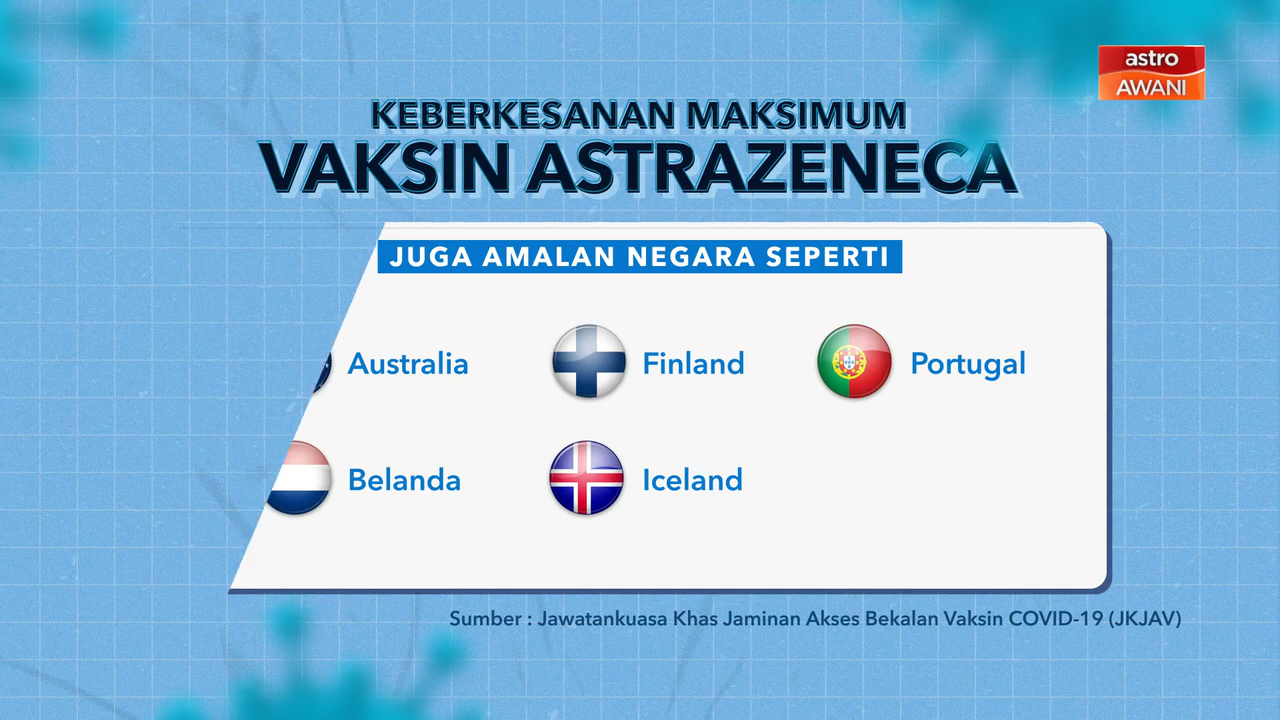 astro
AWANI
KEBERKESANAN MAKSIMUM
VAKSIN ASTRAZENECA
JUGA AMALAN NEGARA SEPERTI
Australia
Finland
Portugal
Belanda
Iceland
Sumber : Jawatankuasa Khas Jaminan Akses Bekalan Vaksin COVID-19 (JKJAV)